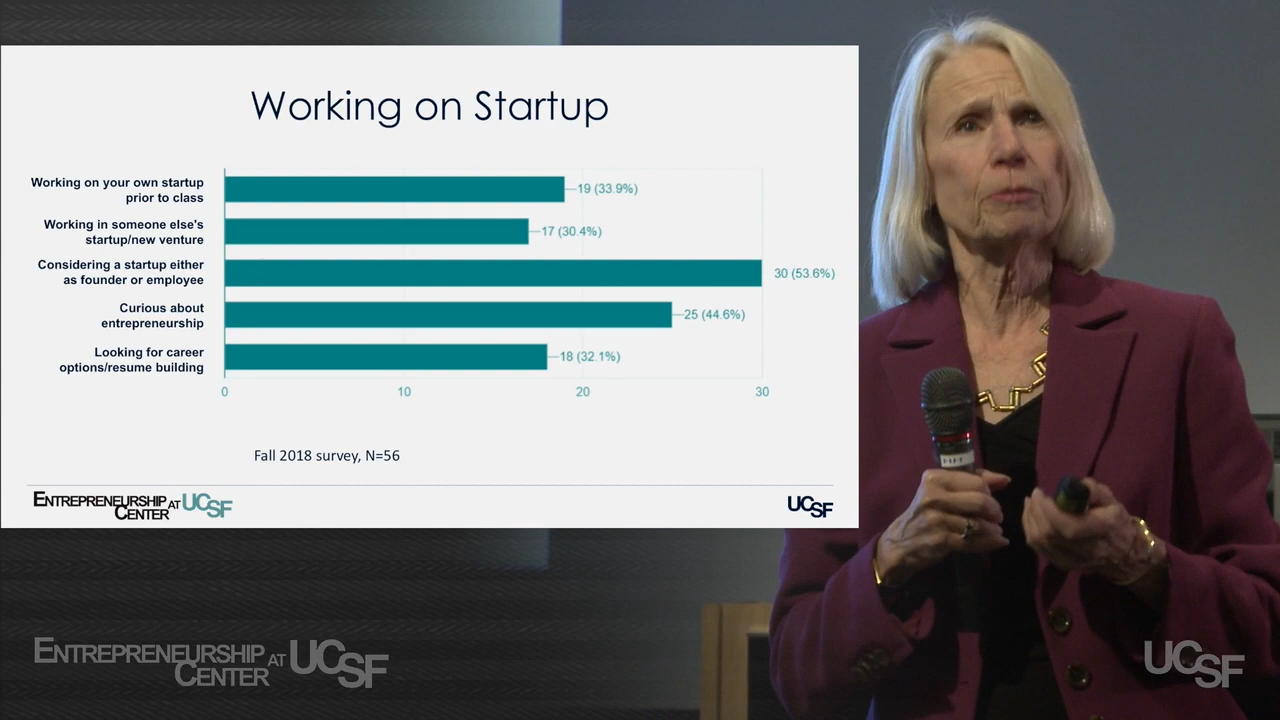 Working on Startup
Working on your own startup
prior to class
19 (33.9%)
Working in someone else's
startup/new venture
17 (30.4%)
Considering a startup either
as founder or employee
30 (53.6%)
Curious about
entrepreneurship
25 (44.6%)
Looking for career
options/resume building
18 (32.1%)
0 10 20 30
Fall 2018 survey, N=56
ENTREPRENEURSHIP AT UCSF
CENTER
UCSF
HH
ENTREPRENEURSHIP AT UCSF
CENTER
UCSF